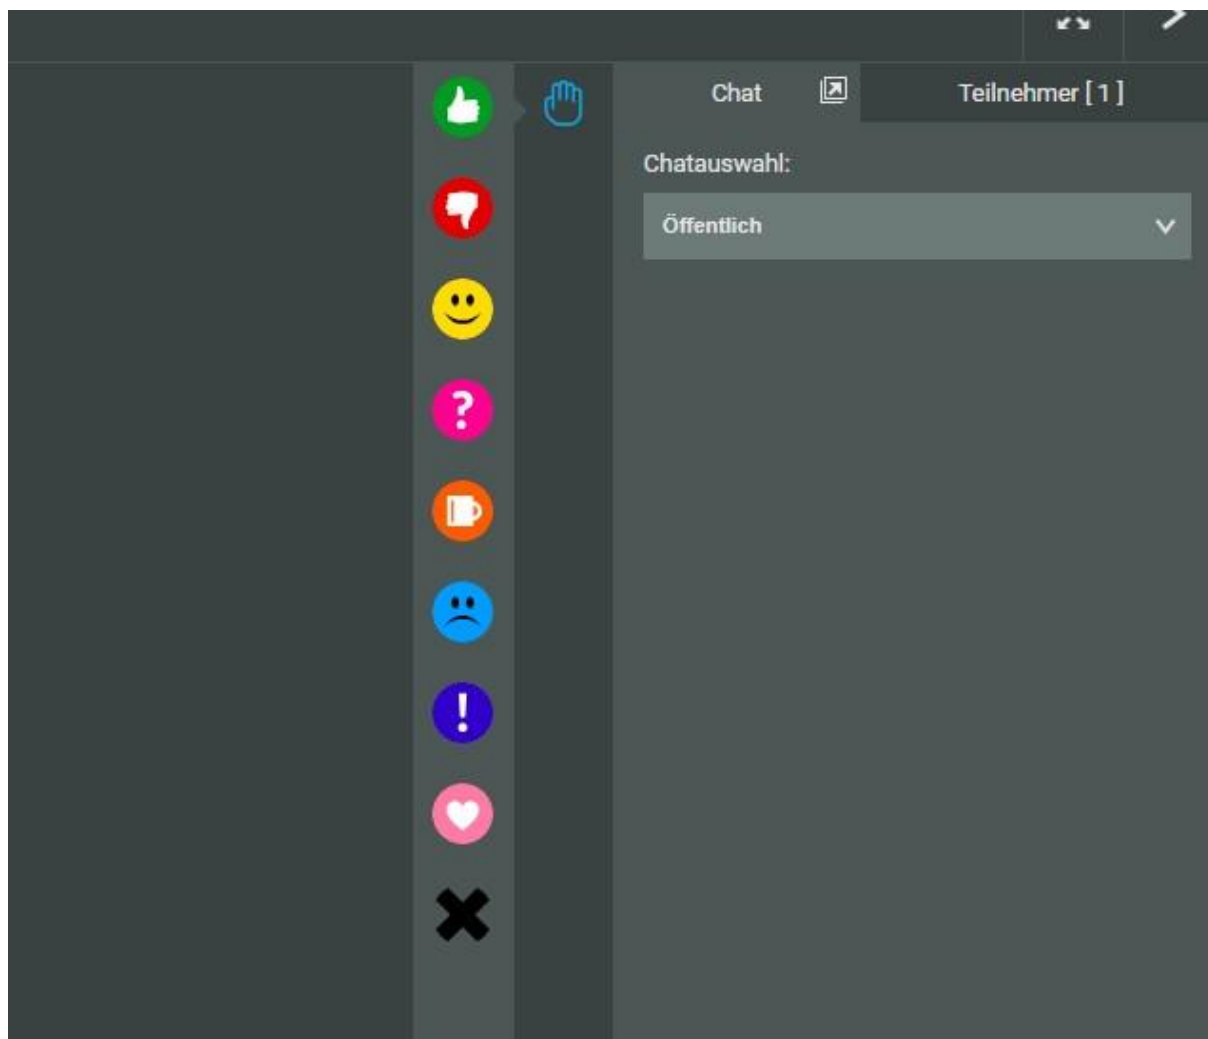 Chat
Teilnehmer [ 1 ]
Chatauswahl:
Öffentlich
?
!